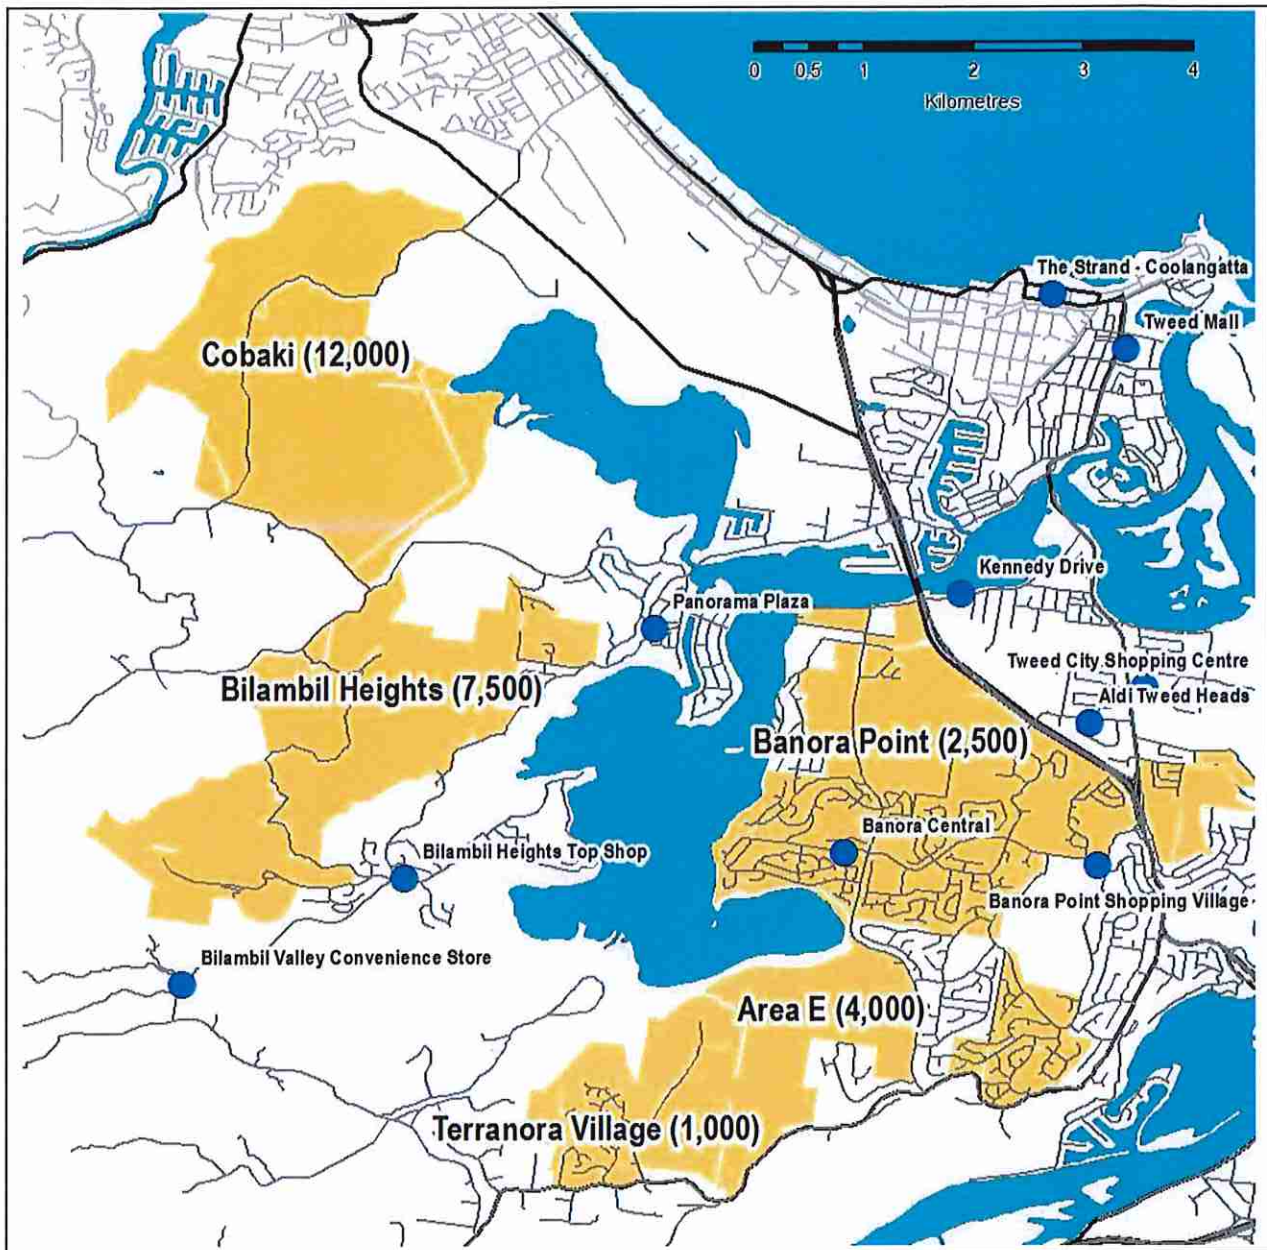 0 0.5 1 2 3 4
Kilometres
The Strand - Coolangatta
Tweed Mall
Cobaki (12,000)
Kennedy Drive
Panorama Plaza
Tweed City Shopping Centre
Bilambil Heights (7,500)
Aldi Tweed Heads
Banora Point (2,500)
Banora Central
Bilambil Heights Top Shop
Banora Point Shopping Village
Bilambil Valley Convenience Store
Area E (4,000)
Terranora Village (1,000)